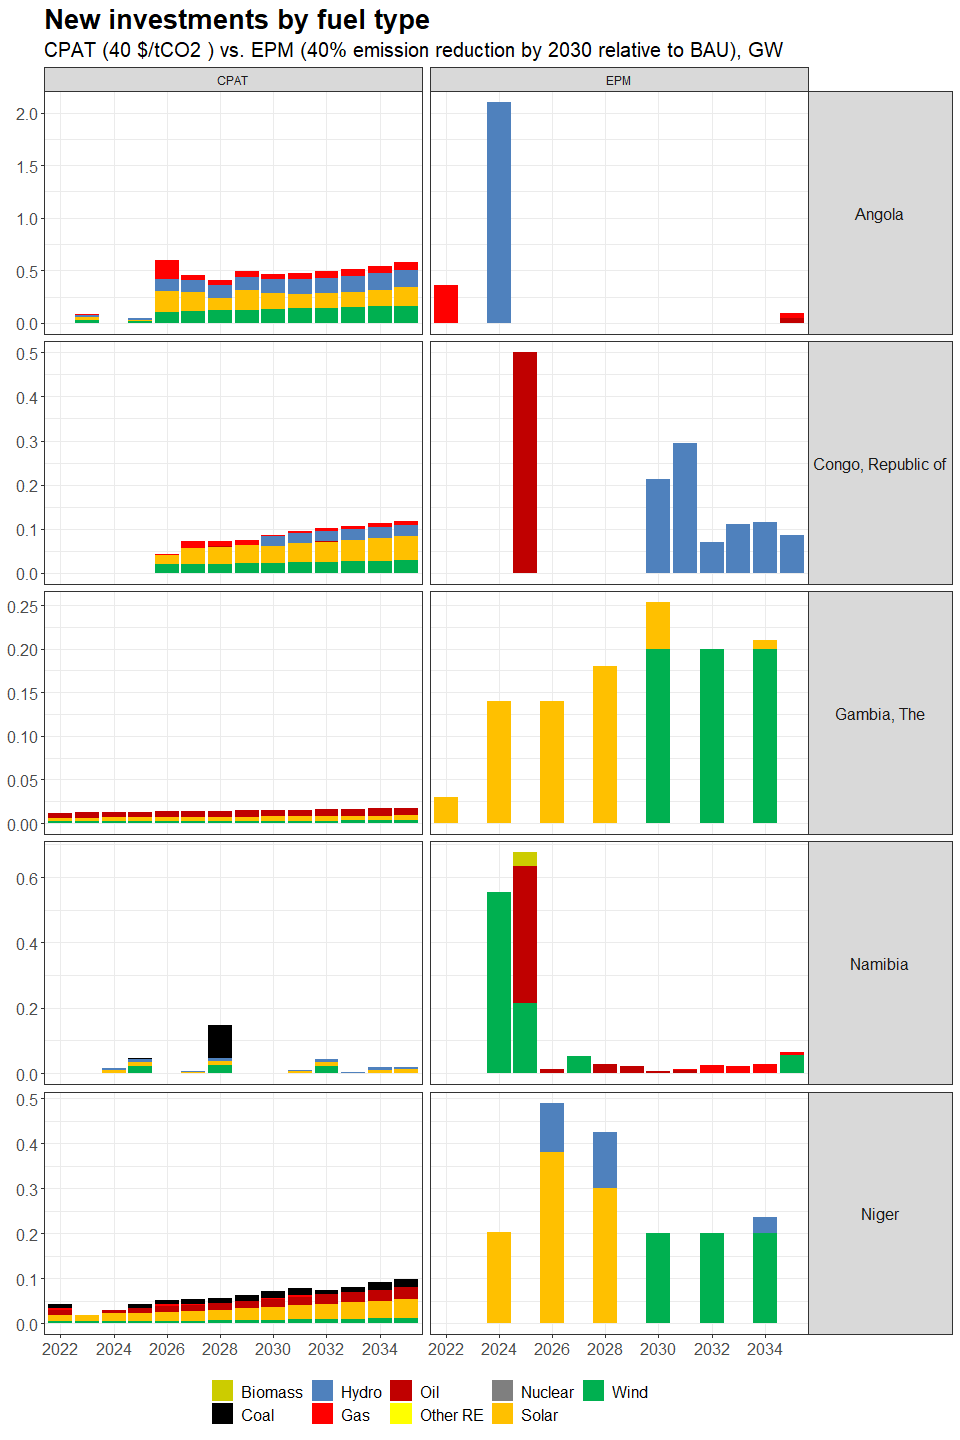 New investments by fuel type
CPAT (40 $/tCO2 ) vs. EPM (40% emission reduction by 2030 relative to BAU), GW
CPAT EPM
2.0
1.5
1.0
0.5
0.0
Angola
0.5
0.4
0.3
0.2
0.1
0.0
Congo, Republic of
0.25
0.20
0.15
0.10
0.05
0.00
Gambia, The
0.6
0.4
0.2
0.0
Namibia
0.5
0.4
0.3
0.2
0.1
0.0
Niger
2022 2024 2026 2028 2030 2032 2034 2022 2024 2026 2028 2030 2032 2034
Biomass Hydro Oil Nuclear Wind
Coal Gas Other RE Solar